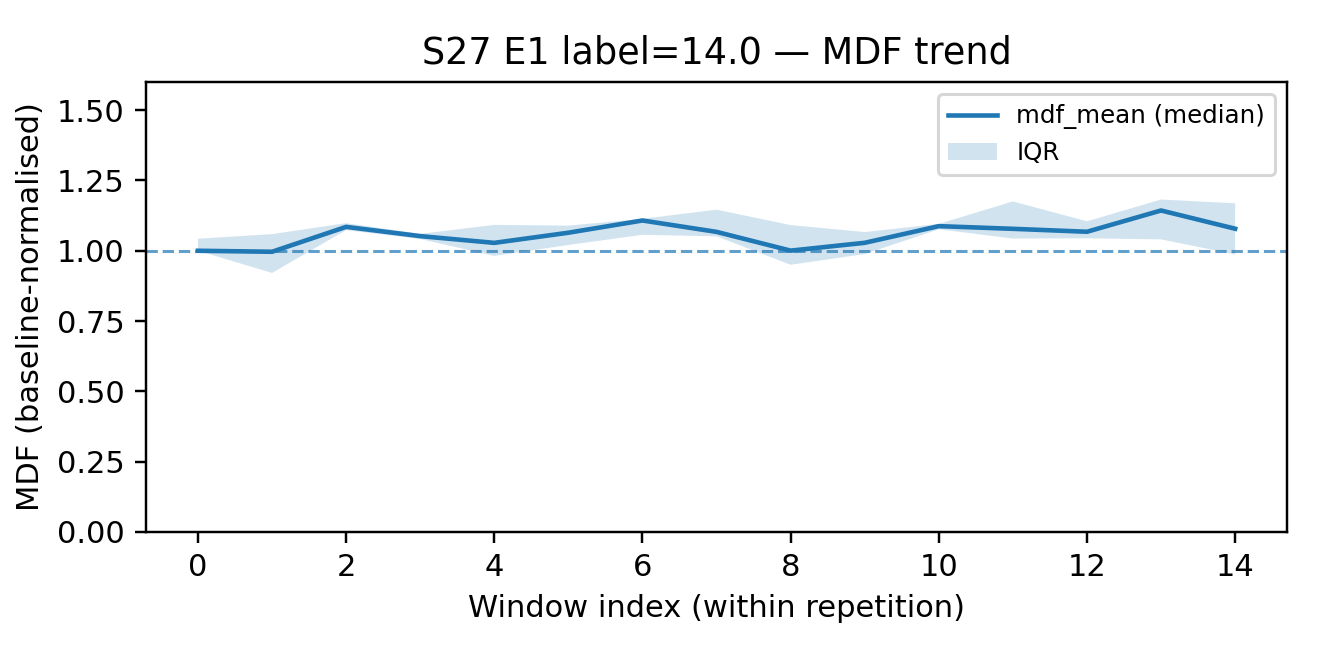 S27 E1 label=14.0 — MDF trend
MDF (baseline-normalised)
1.50
1.25
1.00
0.75
0.50
0.25
0.00
mdf_mean (median)
IQR
0 2 4 6 8 10 12 14
Window index (within repetition)